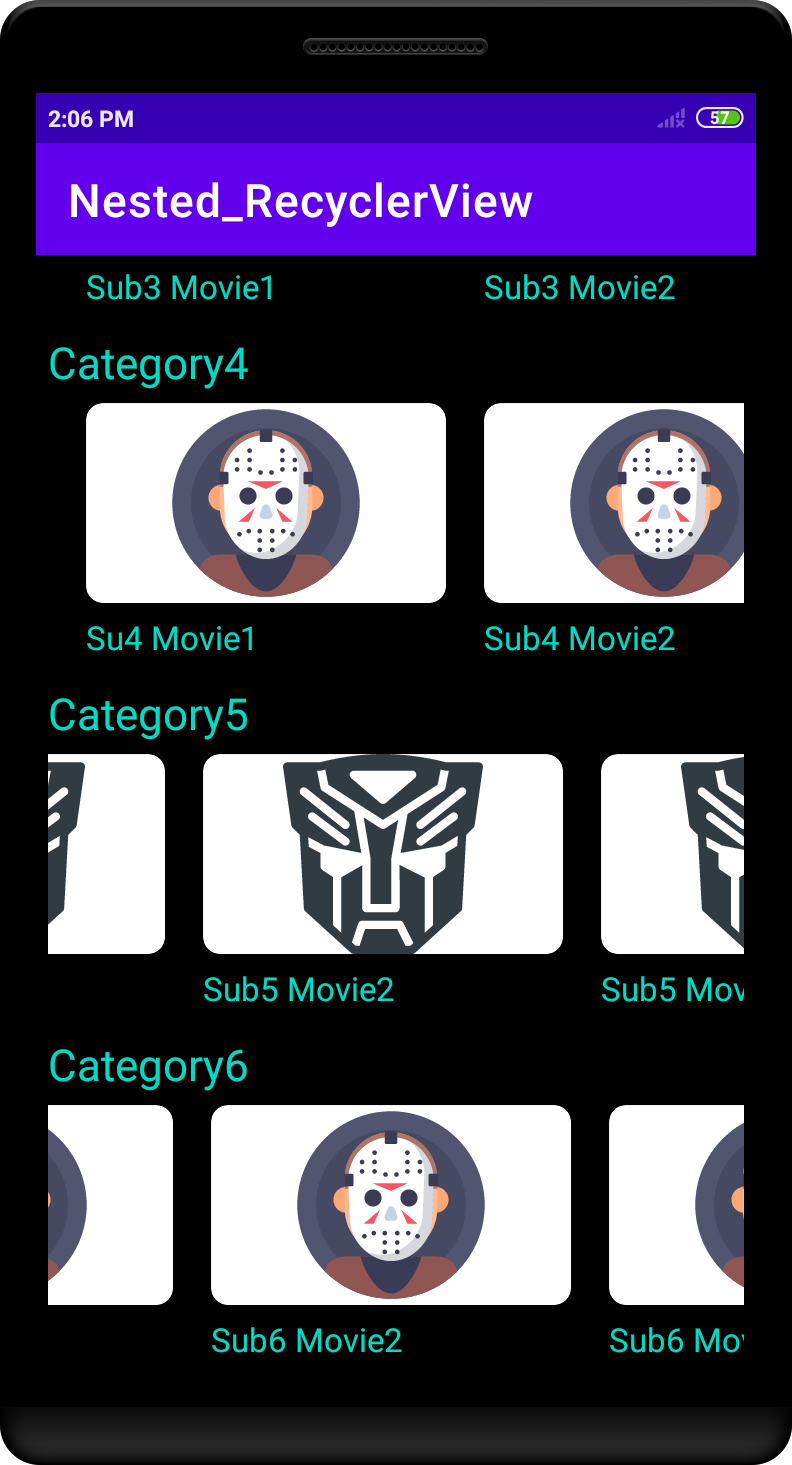 2:06 PM 57
Nested_RecyclerView
Sub3 Movie1 Sub3 Movie2
Category4
Su4 Movie1 Sub4 Movie2
Category5
Sub5 Movie2 Sub5 Mov
Category6
Sub6 Movie2 Sub6 Mov